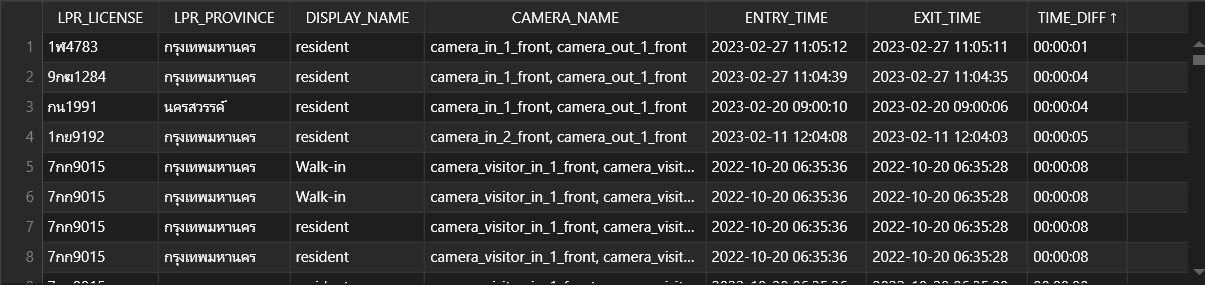 LPR_LICENSE LPR_PROVINCE DISPLAY_NAME CAMERA_NAME ENTRY_TIME EXIT_TIME TIME_DIFF ↑
1 1ฬ4783 กรุงเทพมหานคร resident camera_in_1_front, camera_out_1_front 2023-02-27 11:05:12 2023-02-27 11:05:11 00:00:01
2 9กฆ1284 กรุงเทพมหานคร resident camera_in_1_front, camera_out_1_front 2023-02-27 11:04:39 2023-02-27 11:04:35 00:00:04
3 กน1991 นครสวรรค์ resident camera_in_1_front, camera_out_1_front 2023-02-20 09:00:10 2023-02-20 09:00:06 00:00:04
4 1กย9192 กรุงเทพมหานคร resident camera_in_2_front, camera_out_1_front 2023-02-11 12:04:08 2023-02-11 12:04:03 00:00:05
5 7กก9015 กรุงเทพมหานคร Walk-in camera_visitor_in_1_front, camera_visit... 2022-10-20 06:35:36 2022-10-20 06:35:28 00:00:08
6 7กก9015 กรุงเทพมหานคร Walk-in camera_visitor_in_1_front, camera_visit... 2022-10-20 06:35:36 2022-10-20 06:35:28 00:00:08
7 7กก9015 กรุงเทพมหานคร resident camera_visitor_in_1_front, camera_visit... 2022-10-20 06:35:36 2022-10-20 06:35:28 00:00:08
8 7กก9015 กรุงเทพมหานคร resident camera_visitor_in_1_front, camera_visit... 2022-10-20 06:35:36 2022-10-20 06:35:28 00:00:08